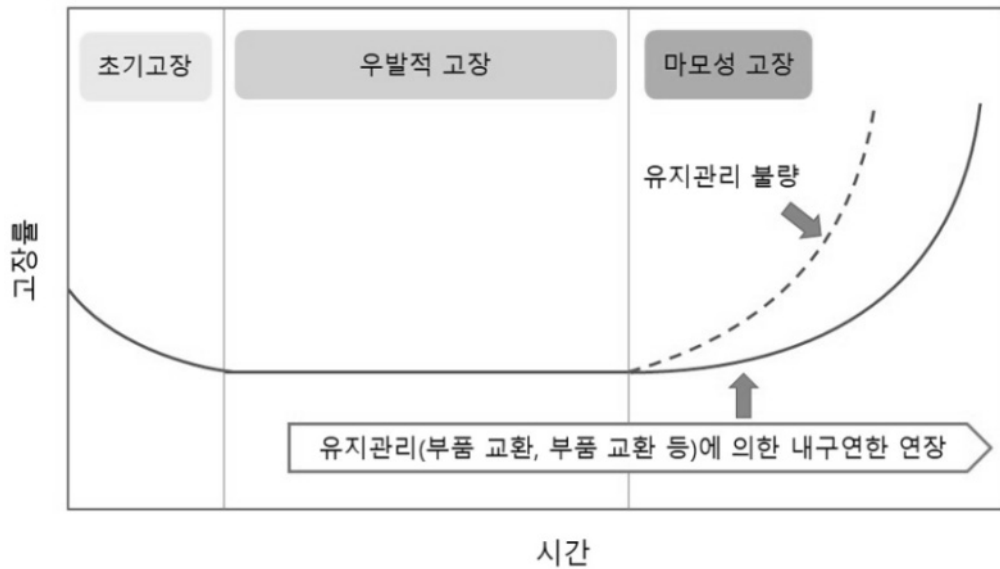 초기고장
우발적 고장
마모성 고장
유지관리 불량
고장률
유지관리(부품 교환, 부품 교환 등)에 의한 내구연한 연장
시간